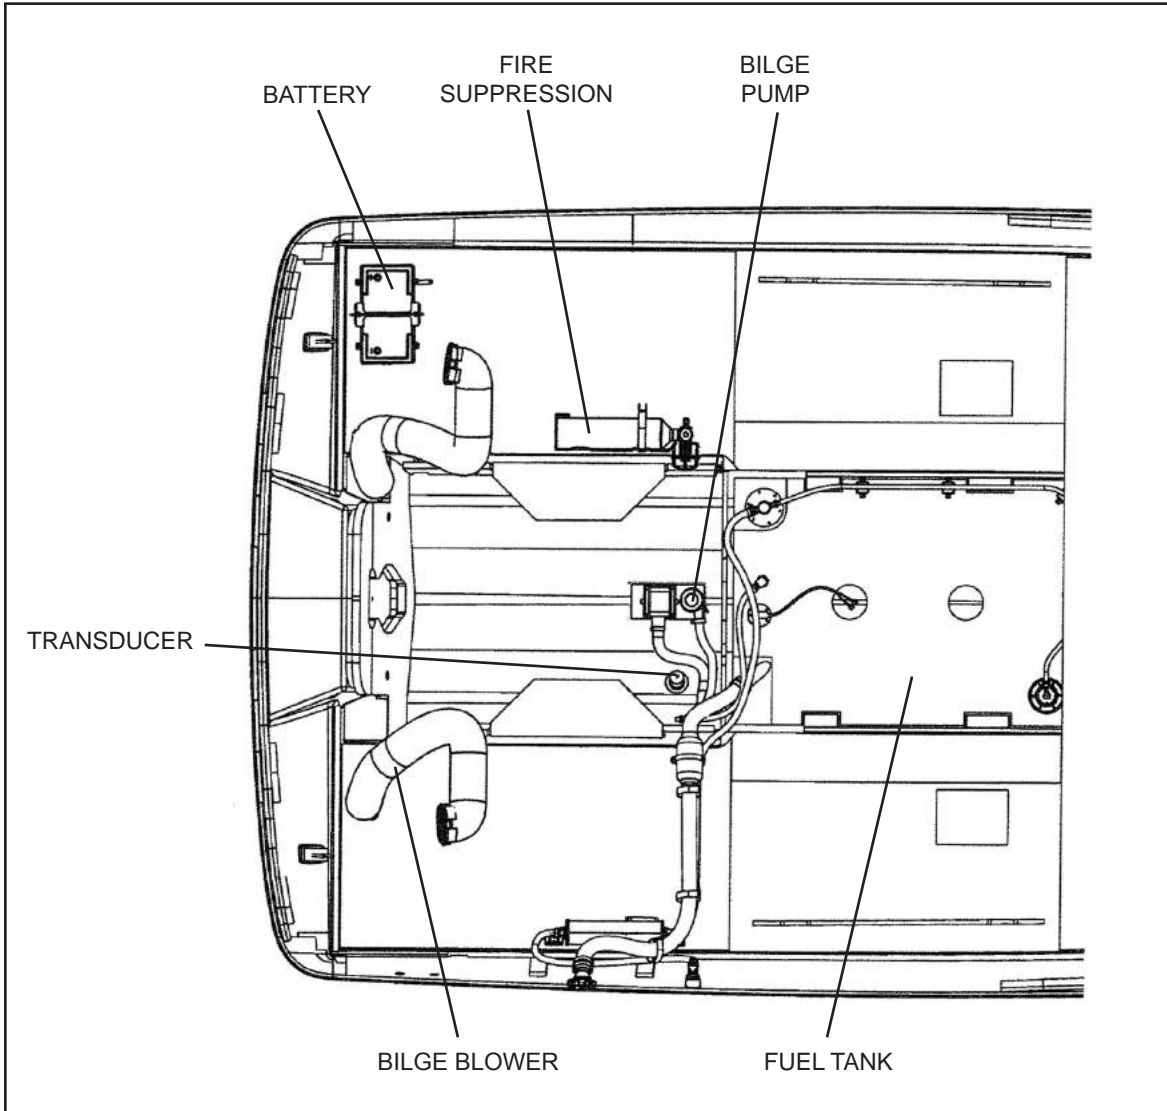 FIRE
SUPPRESSION
BILGE
PUMP
BATTERY
TRANSDUCER
BILGE BLOWER
FUEL TANK